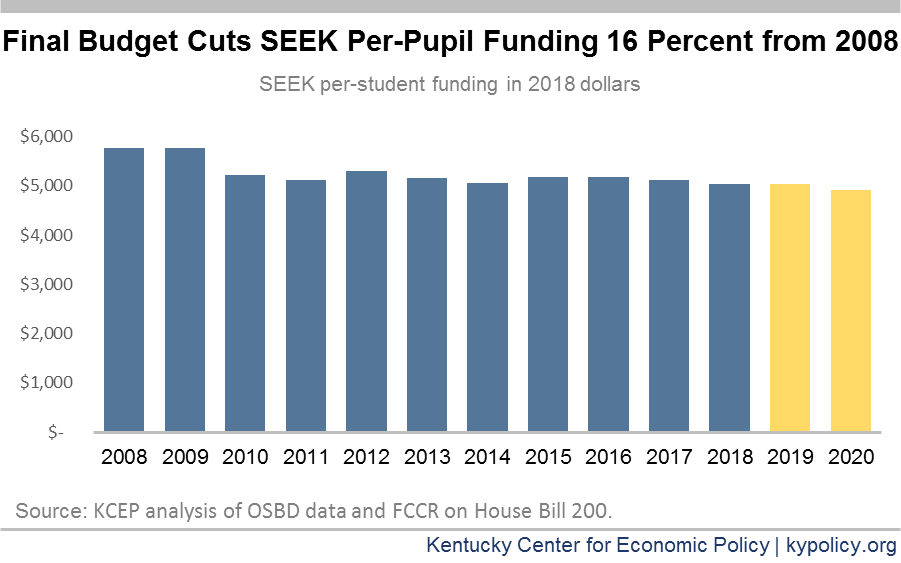 Final Budget Cuts SEEK Per-Pupil Funding 16 Percent from 2008
SEEK per-student funding in 2018 dollars
$6,000
$5,000
$4,000
$3,000
$2,000
$1,000
$-
2008 2009 2010 2011 2012 2013 2014 2015 2016 2017 2018 2019 2020
Source: KCEP analysis of OSBD data and FCCR on House Bill 200.
Kentucky Center for Economic Policy | kypolicy.org